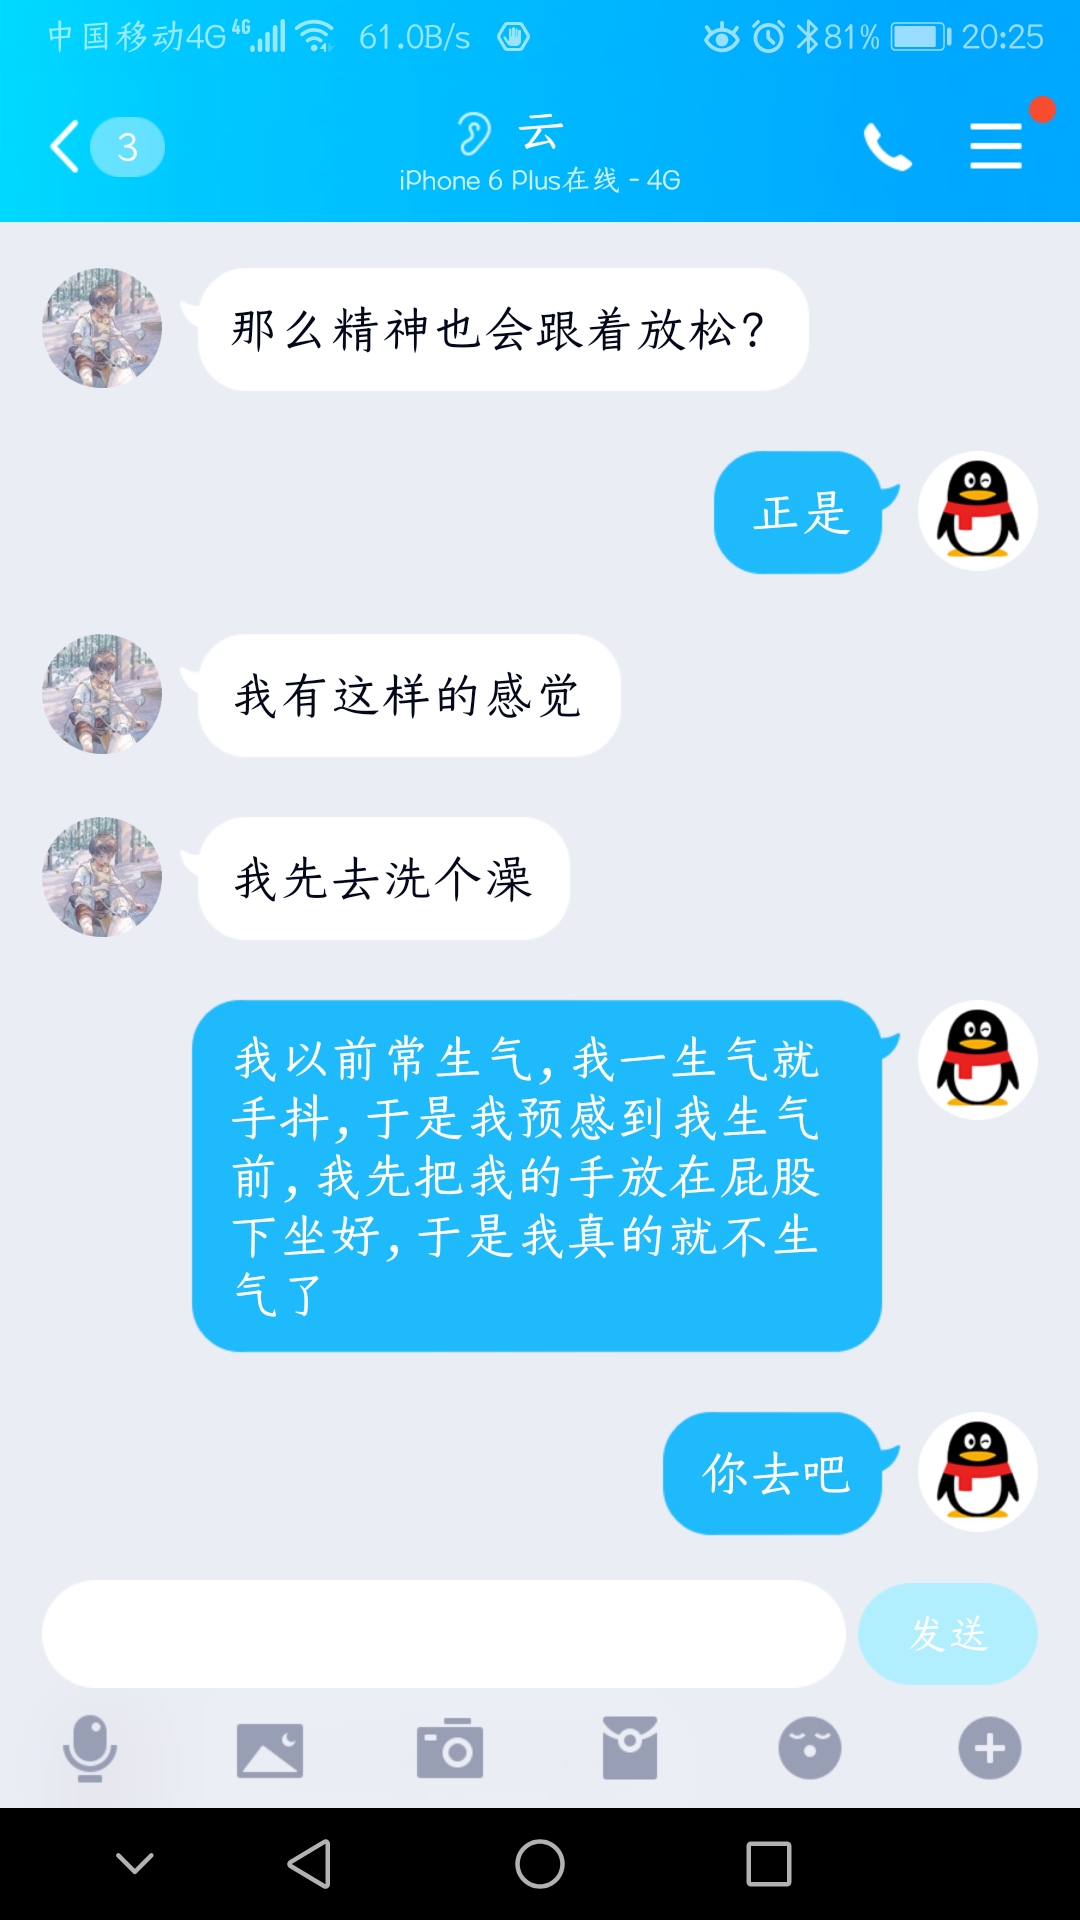 中国移动4G 4G 61.0B/s 81% 20:25
3 云
iPhone 6 Plus在线 - 4G
那么精神也会跟着放松?
正是
我有这样的感觉
我先去洗个澡
我以前常生气,我一生气就
手抖,于是我预感到我生气
前,我先把我的手放在屁股
下坐好,于是我真的就不生
气了
你去吧
发送